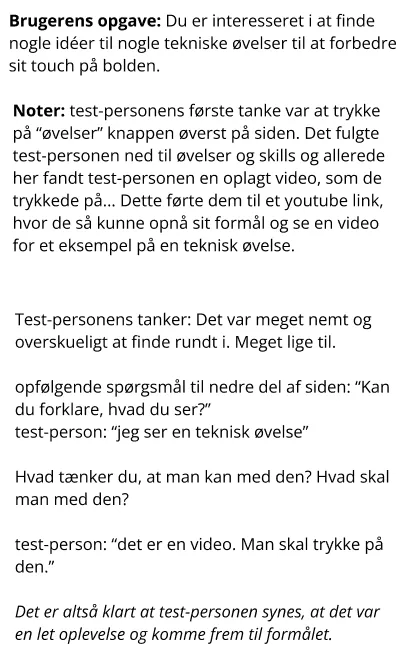 Brugerens opgave: Du er interesseret i at finde
nogle idéer til nogle tekniske øvelser til at forbedre
sit touch på bolden.
Noter: test-personens første tanke var at trykke
på “øvelser” knappen øverst på siden. Det fulgte
test-personen ned til øvelser og skills og allerede
her fandt test-personen en oplagt video, som de
trykkede på... Dette førte dem til et youtube link,
hvor de så kunne opnå sit formål og se en video
for et eksempel på en teknisk øvelse.
Test-personens tanker: Det var meget nemt og
overskueligt at finde rundt i. Meget lige til.
opfølgende spørgsmål til nedre del af siden: “Kan
du forklare, hvad du ser?”
test-person: “jeg ser en teknisk øvelse”
Hvad tænker du, at man kan med den? Hvad skal
man med den?
test-person: “det er en video. Man skal trykke på
den.”
Det er altså klart at test-personen synes, at det var
en let oplevelse og komme frem til formålet.